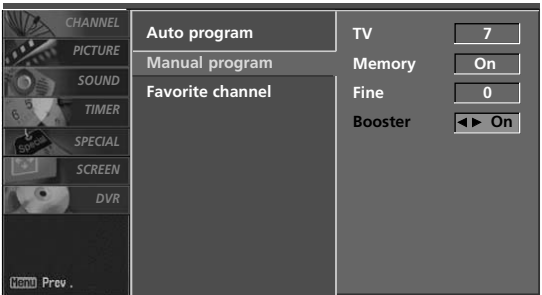 CHANNEL
PICTURE
SOUND
TIMER
SPECIAL
SCREEN
DVR
Menu Prev .
Auto program
Manual program
Favorite channel
TV 7
Memory On
Fine 0
Booster ◄► On